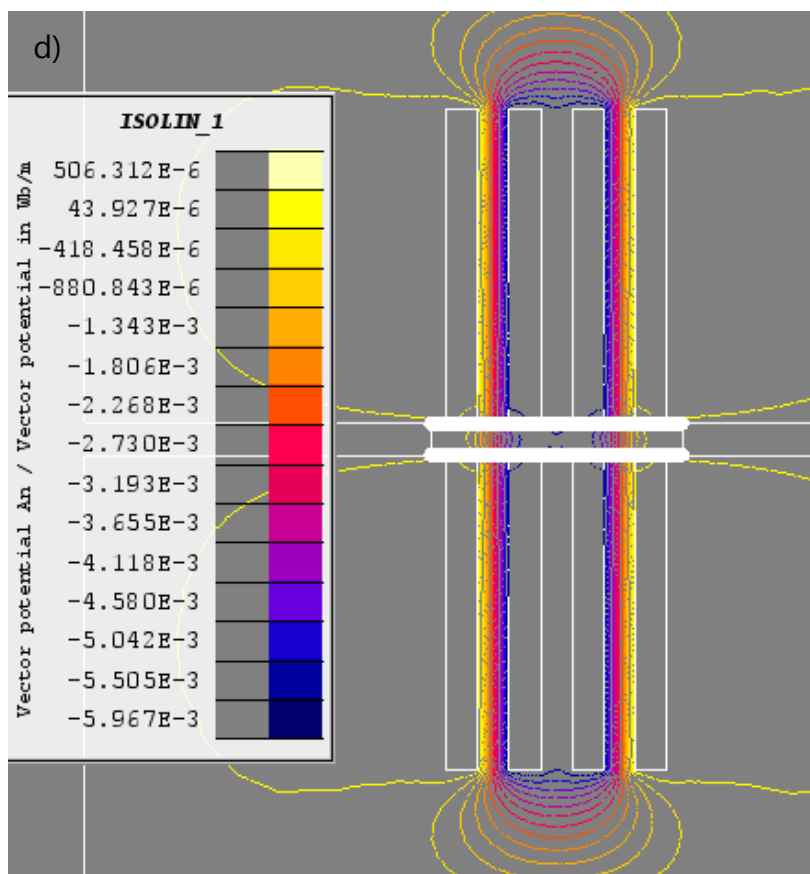 d)
ISOLIN_1
Vector potential An / Vector potential in Wb/m
506.312E-6
43.927E-6
-418.458E-6
-880.843E-6
-1.343E-3
-1.806E-3
-2.268E-3
-2.730E-3
-3.193E-3
-3.655E-3
-4.118E-3
-4.580E-3
-5.042E-3
-5.505E-3
-5.967E-3